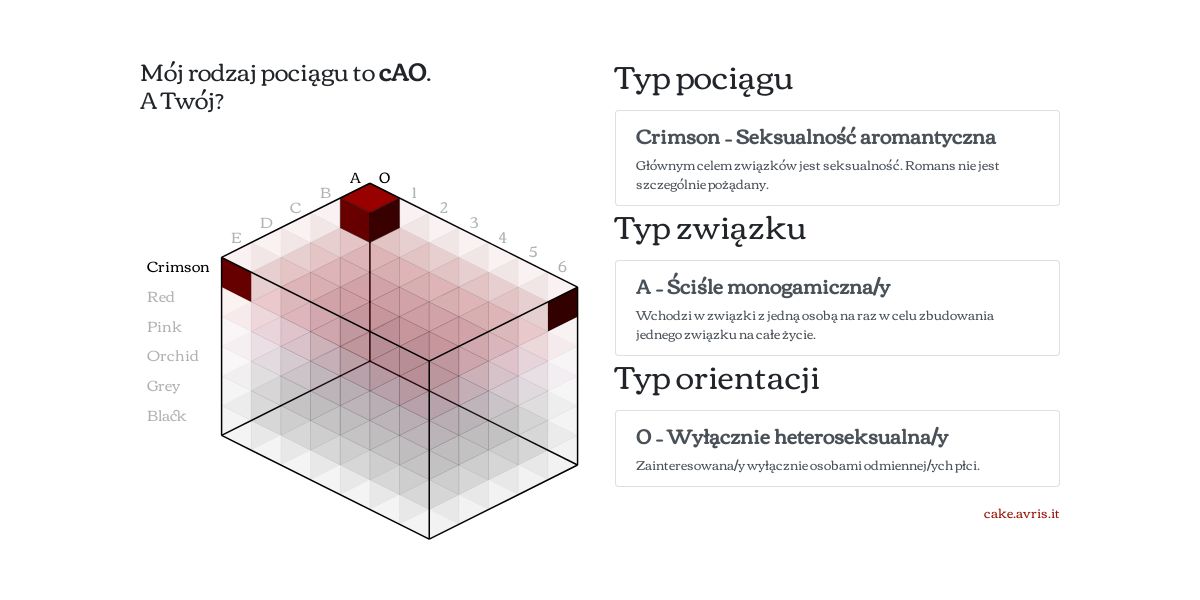 Mój rodzaj pociągu to cAO.
A Twój?
A O
B 1
C 2
D 3
E 4
5
6
Crimson
Red
Pink
Orchid
Grey
Black
Typ pociągu
Crimson – Seksualność aromantyczna
Głównym celem związków jest seksualność. Romans nie jest
szczególnie pożądany.
Typ związku
A – Ściśle monogamiczna/y
Wchodzi w związki z jedną osobą na raz w celu zbudowania
jednego związku na całe życie.
Typ orientacji
0 – Wyłącznie heteroseksualna/y
Zainteresowana/y wyłącznie osobami odmiennej/ych płci.
cake.avris.it